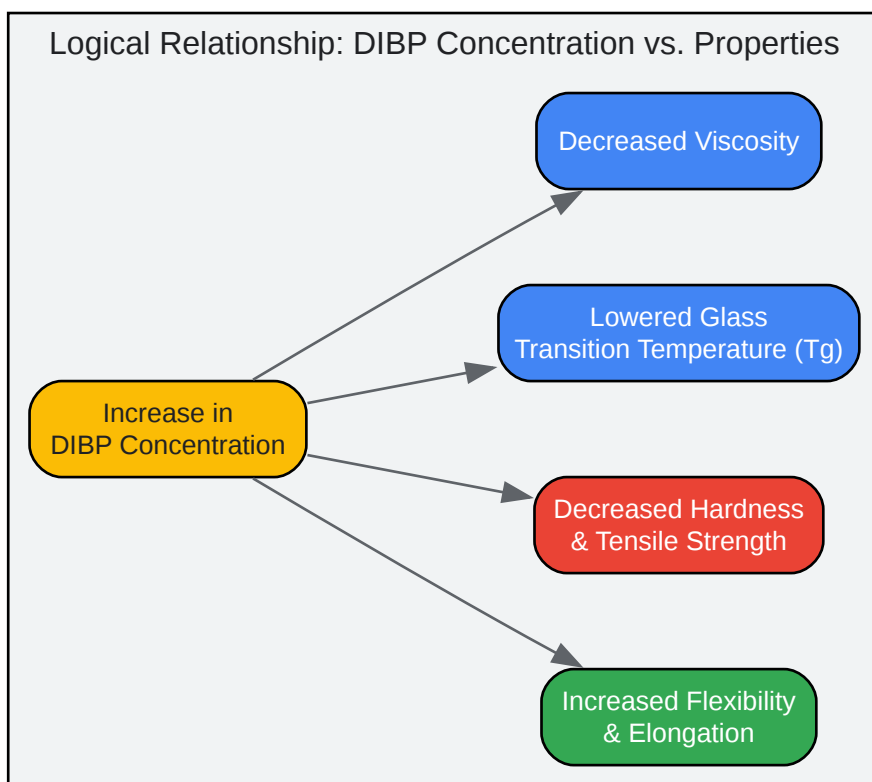 Logical Relationship: DIBP Concentration vs. Properties
Decreased Viscosity
Lowered Glass
Transition Temperature (Tg)
Increase in
DIBP Concentration
Decreased Hardness
& Tensile Strength
Increased Flexibility
& Elongation